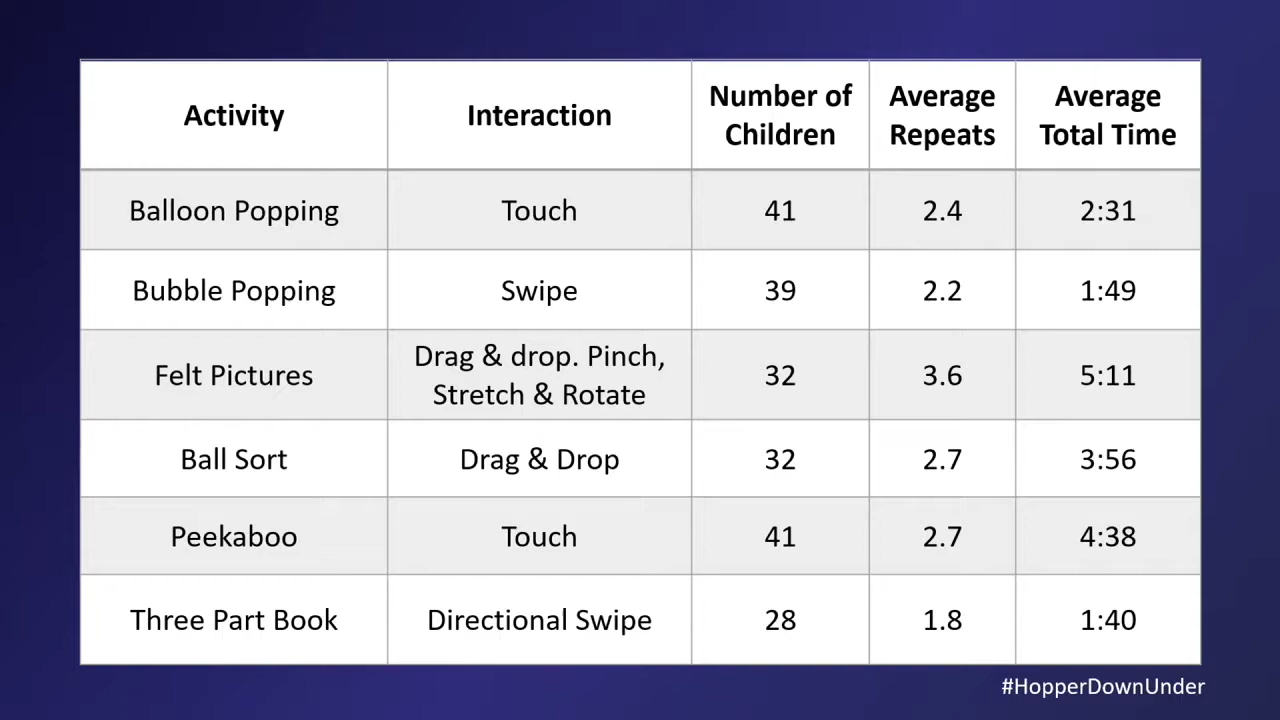 Activity Interaction Number of Children Average Repeats Average Total Time
Balloon Popping Touch 41 2.4 2:31
Bubble Popping Swipe 39 2.2 1:49
Felt Pictures Drag & drop. Pinch, Stretch & Rotate 32 3.6 5:11
Ball Sort Drag & Drop 32 2.7 3:56
Peekaboo Touch 41 2.7 4:38
Three Part Book Directional Swipe 28 1.8 1:40
#HopperDownUnder